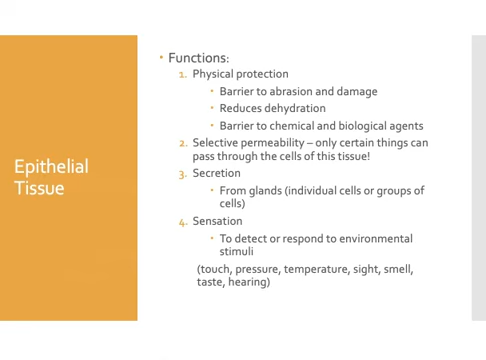 Epithelial
Tissue
• Functions:
1. Physical protection
• Barrier to abrasion and damage
• Reduces dehydration
• Barrier to chemical and biological agents
2. Selective permeability – only certain things can
pass through the cells of this tissue!
3. Secretion
• From glands (individual cells or groups of
cells)
4. Sensation
• To detect or respond to environmental
stimuli
(touch, pressure, temperature, sight, smell,
taste, hearing)